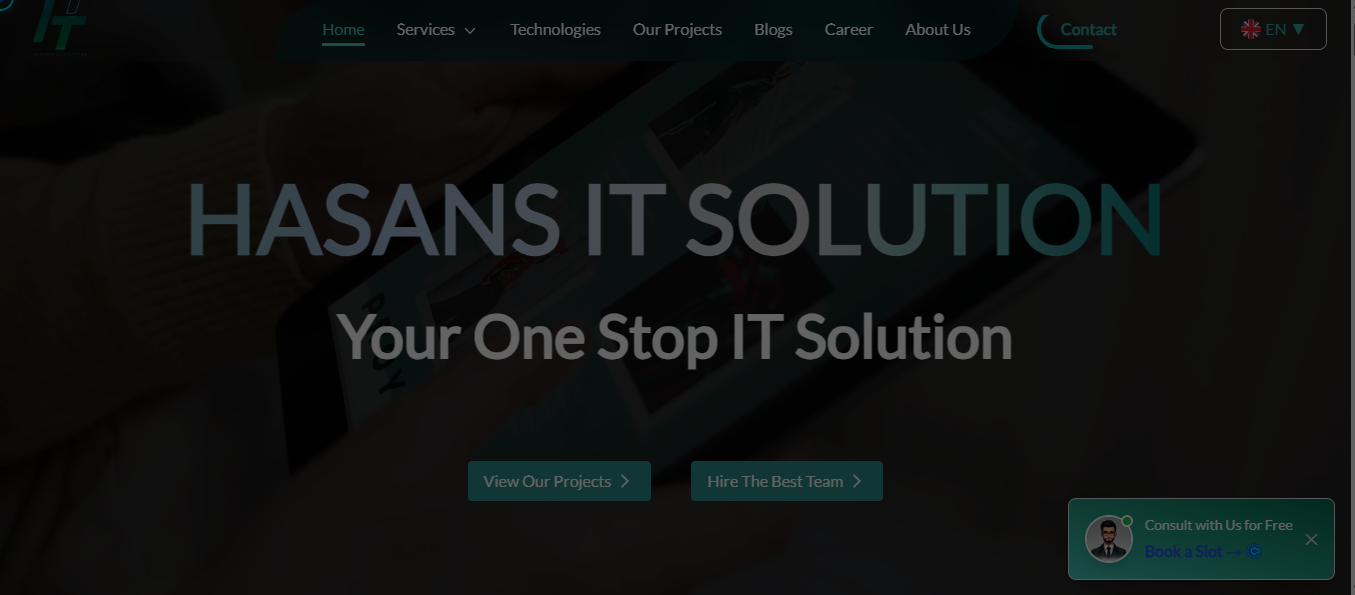 IT
Home Services Technologies Our Projects Blogs Career About Us Contact EN ▼
HASANS IT SOLUTION
Your One Stop IT Solution
View Our Projects
Hire The Best Team
Consult with Us for Free
Book a Slot →